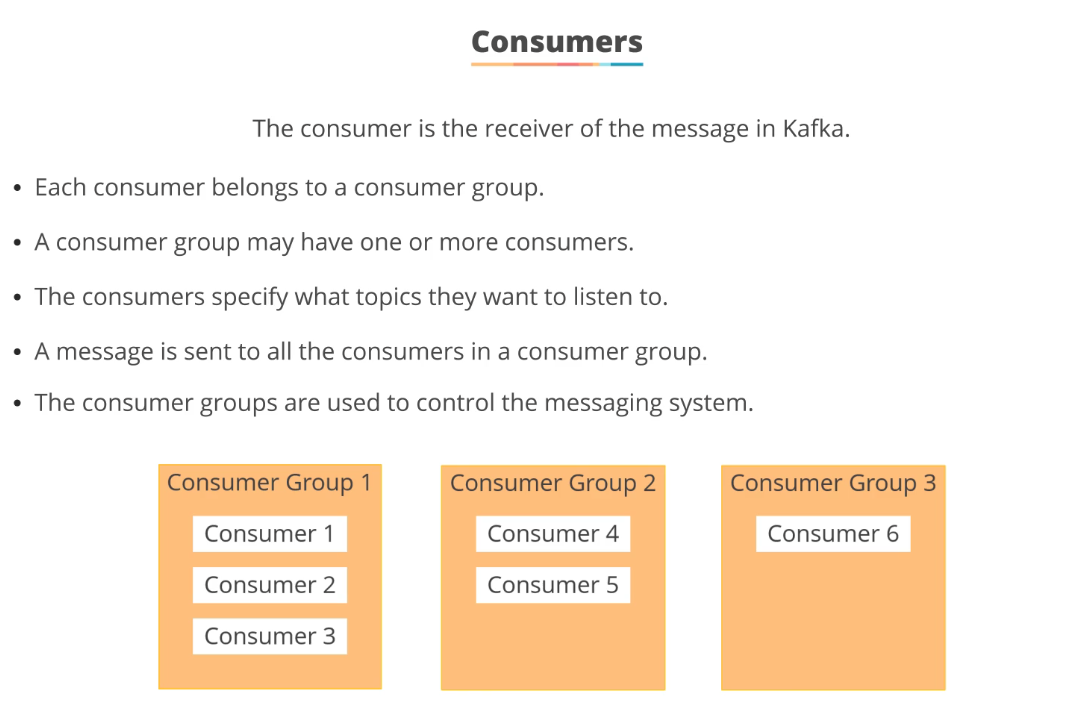 Consumers
The consumer is the receiver of the message in Kafka.
• Each consumer belongs to a consumer group.
• A consumer group may have one or more consumers.
• The consumers specify what topics they want to listen to.
• A message is sent to all the consumers in a consumer group.
• The consumer groups are used to control the messaging system.
Consumer Group 1
Consumer 1
Consumer 2
Consumer 3
Consumer Group 2
Consumer 4
Consumer 5
Consumer Group 3
Consumer 6